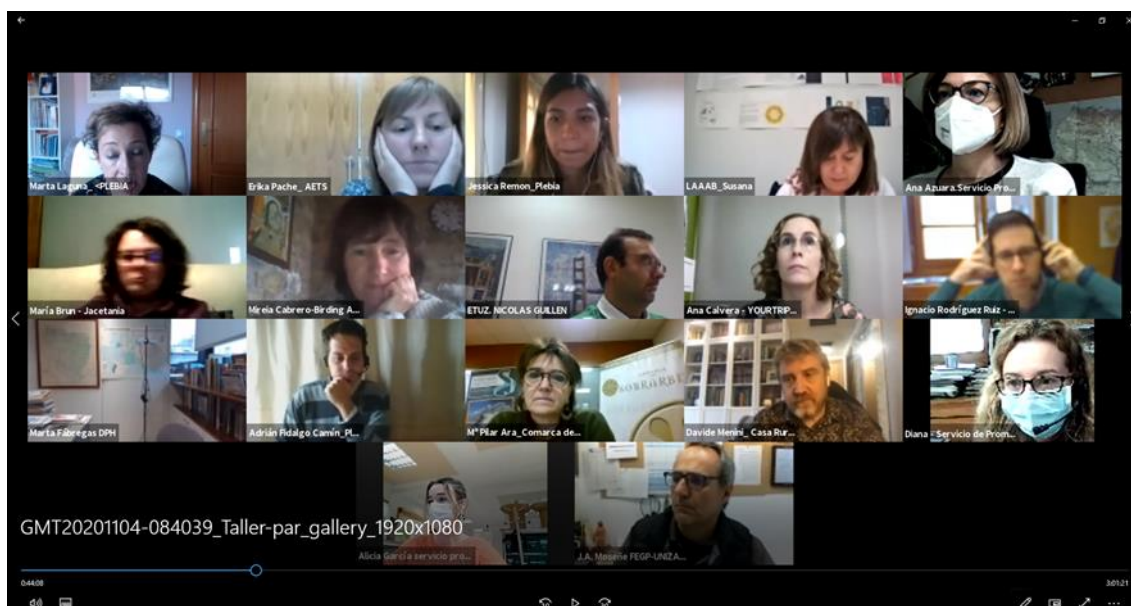 Marta Laguna_ <PLEBIA
Erika Pache_ AETS
Jessica Remon_Plebia
LAAAB_Susana
Ana Azuara.Servicio Pro...
María Brun - Jacetania
Mireia Cabrero-Birding A...
ETUZ. NICOLAS GUILLEN
Ana Calvera - YOURTRIP...
Ignacio Rodríguez Ruiz - ...
SOBRARBE
Marta Fábregas DPH
Adrián Fidalgo Camín_Pl...
Mª Pilar Ara_Comarca de...
Davide Menini_ Casa Rur...
Diana - Servicio de Prom...
GMT20201104-084039_Taller-par_gallery_1920x1080
Alicia García servicio pro...
J.A. Moseñe FEGP-UNIZA...
0:44:08
3:01:21